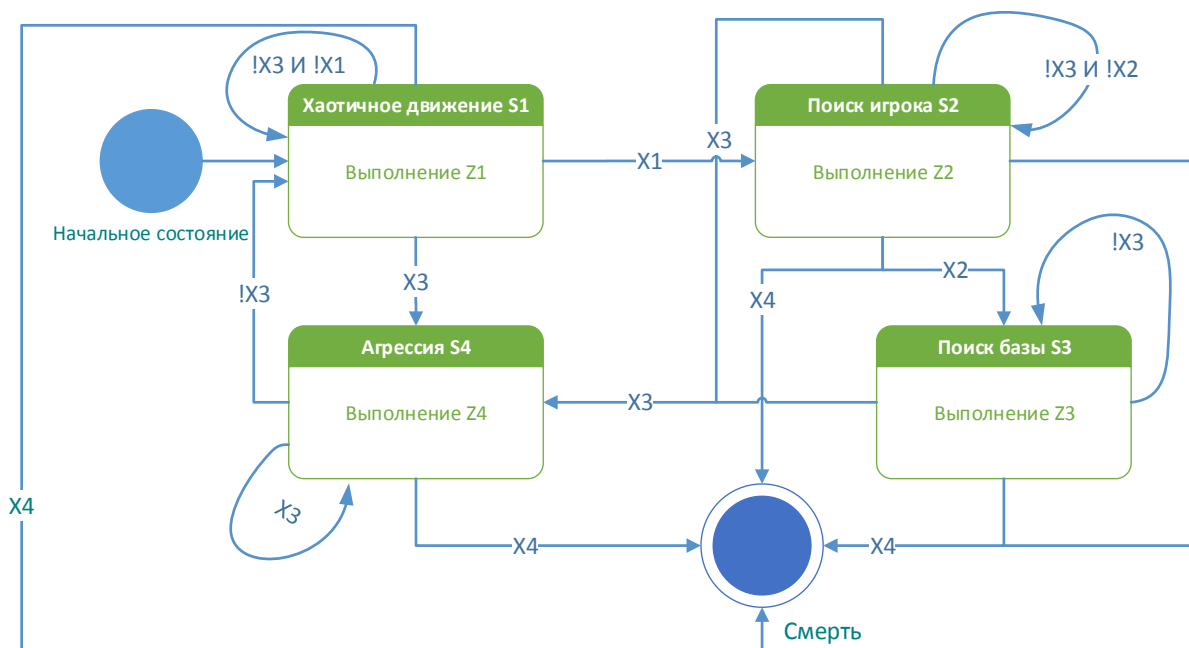 !X3 И !X1
!X3 И !X2
Хаотичное движение S1
Поиск игрока S2
X3
X1
Выполнение Z1
Выполнение Z2
Начальное состояние
!X3
X3
!X3
X4
X2
Агрессия S4
Поиск базы S3
X3
Выполнение Z4
Выполнение Z3
X4
X3
X4
X4
Смерть